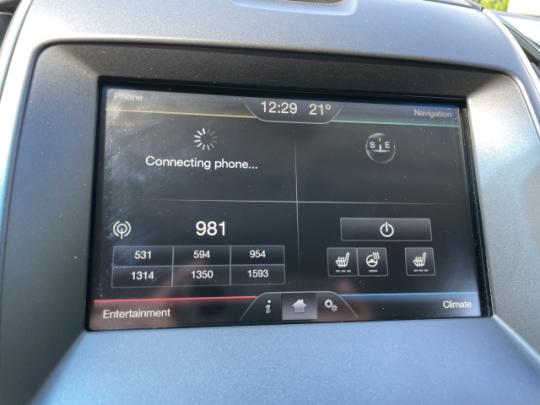 Phone
12:29 21°
Navigation
Connecting phone...
S E
981
531 594 954
1314 1350 1593
Entertainment
i
Climate